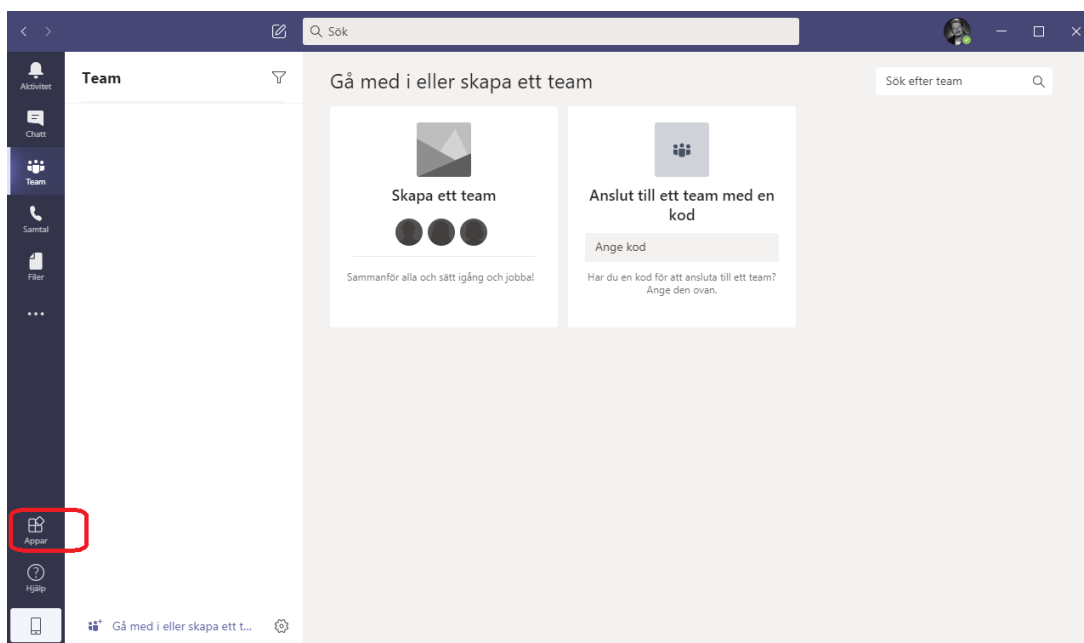 Sök
Aktivitet
Chatt
Team
Samtal
Filer
Appar
Hjälp
Team
Gå med i eller skapa ett t...
Gå med i eller skapa ett team
Sök efter team
Skapa ett team
Sammanför alla och sätt igång och jobba!
Anslut till ett team med en
kod
Ange kod
Har du en kod för att ansluta till ett team?
Ange den ovan.